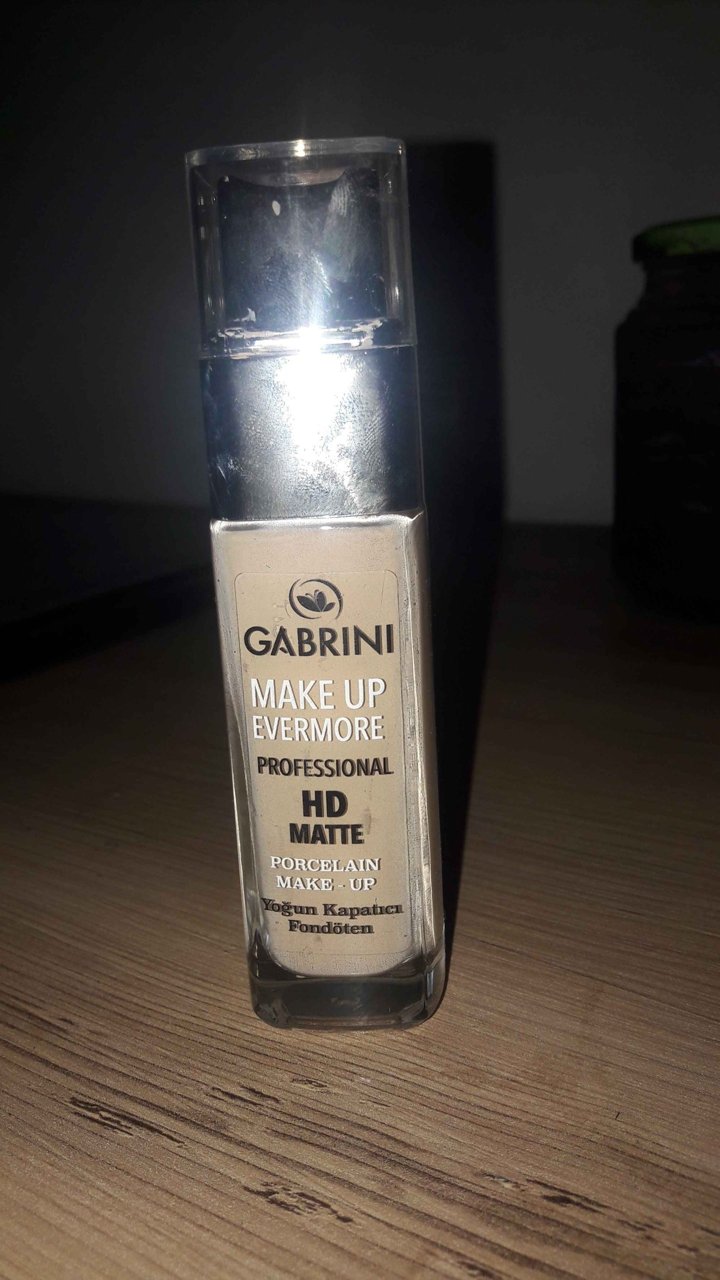 GABRINI
MAKE UP
EVERMORE
PROFESSIONAL
HD
MATTE
PORCELAIN
MAKE - UP
Yoğun Kapatıcı
Fondöten